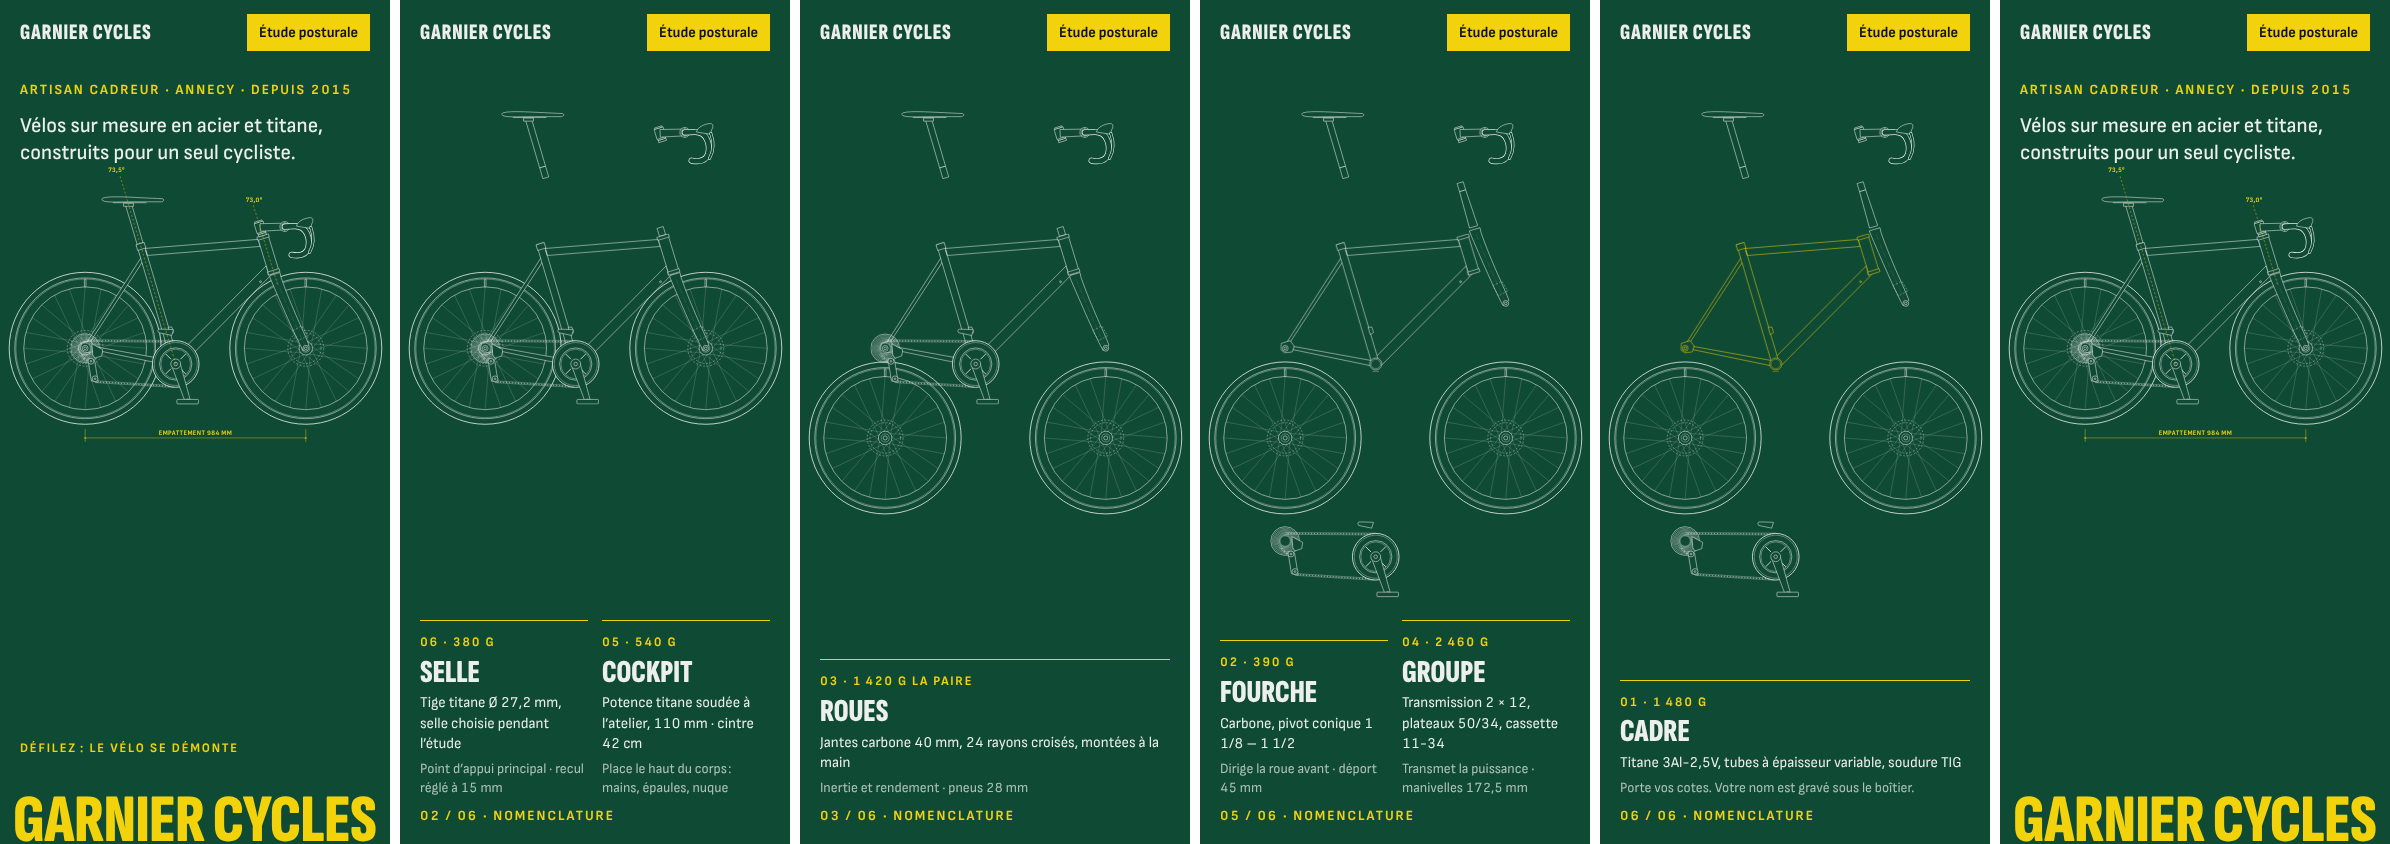 GARNIER CYCLES
Étude posturale
ARTISAN CADREUR · ANNECY · DEPUIS 2015
Vélos sur mesure en acier et titane,
construits pour un seul cycliste.
73,5°
73,0°
EMPATTEMENT 984 MM
DÉFILEZ : LE VÉLO SE DÉMONTE
GARNIER CYCLES
GARNIER CYCLES
Étude posturale
06 · 380 G
SELLE
Tige titane Ø 27,2 mm,
selle choisie pendant
l’étude
Point d’appui principal · recul
réglé à 15 mm
05 · 540 G
COCKPIT
Potence titane soudée à
l’atelier, 110 mm · cintre
42 cm
Place le haut du corps :
mains, épaules, nuque
02 / 06 · NOMENCLATURE
GARNIER CYCLES
Étude posturale
03 · 1 420 G LA PAIRE
ROUES
Jantes carbone 40 mm, 24 rayons croisés, montées à la
main
Inertie et rendement · pneus 28 mm
03 / 06 · NOMENCLATURE
GARNIER CYCLES
Étude posturale
02 · 390 G
FOURCHE
Carbone, pivot conique 1
1/8 – 1 1/2
Dirige la roue avant · déport
45 mm
04 · 2 460 G
GROUPE
Transmission 2 × 12,
plateaux 50/34, cassette
11-34
Transmet la puissance ·
manivelles 172,5 mm
05 / 06 · NOMENCLATURE
GARNIER CYCLES
Étude posturale
01 · 1 480 G
CADRE
Titane 3Al-2,5V, tubes à épaisseur variable, soudure TIG
Porte vos cotes. Votre nom est gravé sous le boîtier.
06 / 06 · NOMENCLATURE
GARNIER CYCLES
Étude posturale
ARTISAN CADREUR · ANNECY · DEPUIS 2015
Vélos sur mesure en acier et titane,
construits pour un seul cycliste.
73,5°
73,0°
EMPATTEMENT 984 MM
GARNIER CYCLES